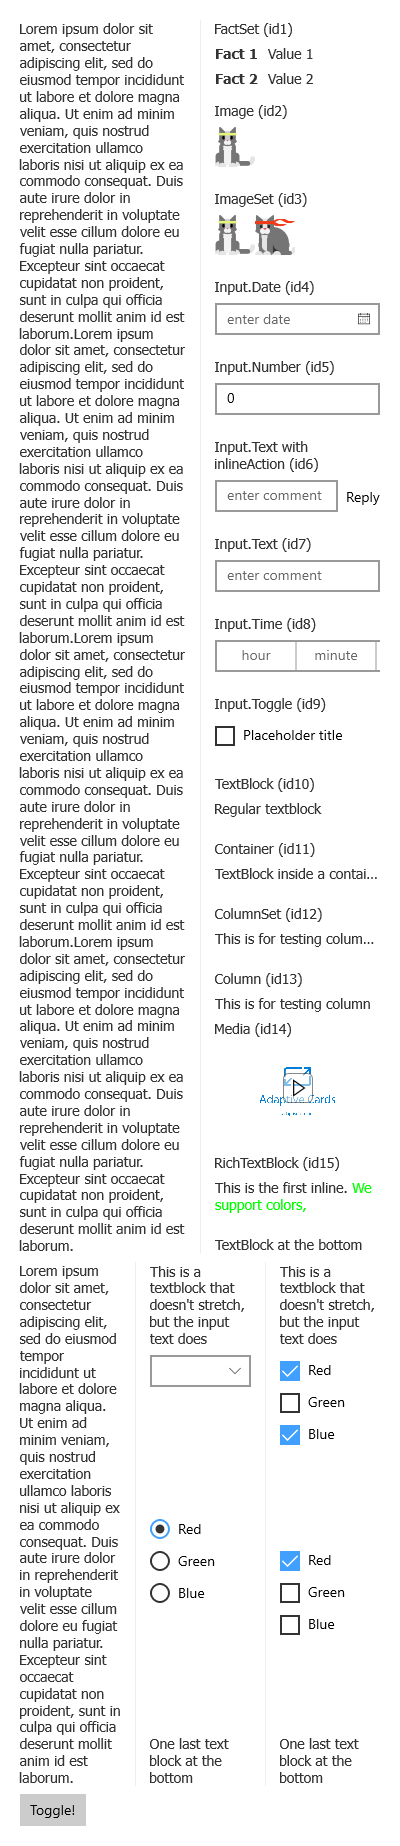 Lorem ipsum dolor sit
amet, consectetur
adipiscing elit, sed do
eiusmod tempor incididunt
ut labore et dolore magna
aliqua. Ut enim ad minim
veniam, quis nostrud
exercitation ullamco
laboris nisi ut aliquip ex ea
commodo consequat. Duis
aute irure dolor in
reprehenderit in voluptate
velit esse cillum dolore eu
fugiat nulla pariatur.
Excepteur sint occaecat
cupidatat non proident,
sunt in culpa qui officia
deserunt mollit anim id est
laborum.Lorem ipsum
dolor sit amet, consectetur
adipiscing elit, sed do
eiusmod tempor incididunt
ut labore et dolore magna
aliqua. Ut enim ad minim
veniam, quis nostrud
exercitation ullamco
laboris nisi ut aliquip ex ea
commodo consequat. Duis
aute irure dolor in
reprehenderit in voluptate
velit esse cillum dolore eu
fugiat nulla pariatur.
Excepteur sint occaecat
cupidatat non proident,
sunt in culpa qui officia
deserunt mollit anim id est
laborum.Lorem ipsum
dolor sit amet, consectetur
adipiscing elit, sed do
eiusmod tempor incididunt
ut labore et dolore magna
aliqua. Ut enim ad minim
veniam, quis nostrud
exercitation ullamco
laboris nisi ut aliquip ex ea
commodo consequat. Duis
aute irure dolor in
reprehenderit in voluptate
velit esse cillum dolore eu
fugiat nulla pariatur.
Excepteur sint occaecat
cupidatat non proident,
sunt in culpa qui officia
deserunt mollit anim id est
laborum.Lorem ipsum
dolor sit amet, consectetur
adipiscing elit, sed do
eiusmod tempor incididunt
ut labore et dolore magna
aliqua. Ut enim ad minim
veniam, quis nostrud
exercitation ullamco
laboris nisi ut aliquip ex ea
commodo consequat. Duis
aute irure dolor in
reprehenderit in voluptate
velit esse cillum dolore eu
fugiat nulla pariatur.
Excepteur sint occaecat
cupidatat non proident,
sunt in culpa qui officia
deserunt mollit anim id est
laborum.
FactSet (id1)
Fact 1 Value 1
Fact 2 Value 2
Image (id2)
ImageSet (id3)
Input.Date (id4)
enter date
Input.Number (id5)
0
Input.Text with
inlineAction (id6)
enter comment Reply
Input.Text (id7)
enter comment
Input.Time (id8)
hour minute
Input.Toggle (id9)
Placeholder title
TextBlock (id10)
Regular textblock
Container (id11)
TextBlock inside a contai...
ColumnSet (id12)
This is for testing colum...
Column (id13)
This is for testing column
Media (id14)
Adaptive Cards
RichTextBlock (id15)
This is the first inline. We
support colors,
TextBlock at the bottom
Lorem ipsum
dolor sit amet,
consectetur
adipiscing elit,
sed do eiusmod
tempor
incididunt ut
labore et dolore
magna aliqua.
Ut enim ad
minim veniam,
quis nostrud
exercitation
ullamco laboris
nisi ut aliquip ex
ea commodo
consequat. Duis
aute irure dolor
in reprehenderit
in voluptate
velit esse cillum
dolore eu fugiat
nulla pariatur.
Excepteur sint
occaecat
cupidatat non
proident, sunt in
culpa qui officia
deserunt mollit
anim id est
laborum.
This is a
textblock that
doesn't stretch,
but the input
text does
Red
Green
Blue
One last text
block at the
bottom
This is a
textblock that
doesn't stretch,
but the input
text does
Red
Green
Blue
Red
Green
Blue
One last text
block at the
bottom
Toggle!